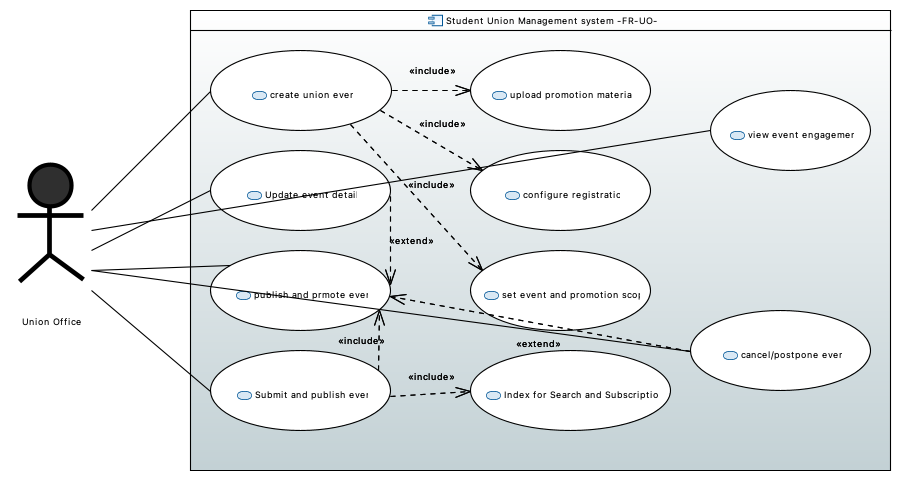 Student Union Management system -FR-UO-
create union ever
«include»
upload promotion materia
«include»
view event engagemer
Update event detail
«include»
configure registratic
«extend»
publish and prmote ever
set event and promotion scop
Union Office
«include»
«extend»
cancel/postpone ever
Submit and publish ever
«include»
Index for Search and Subscriptio